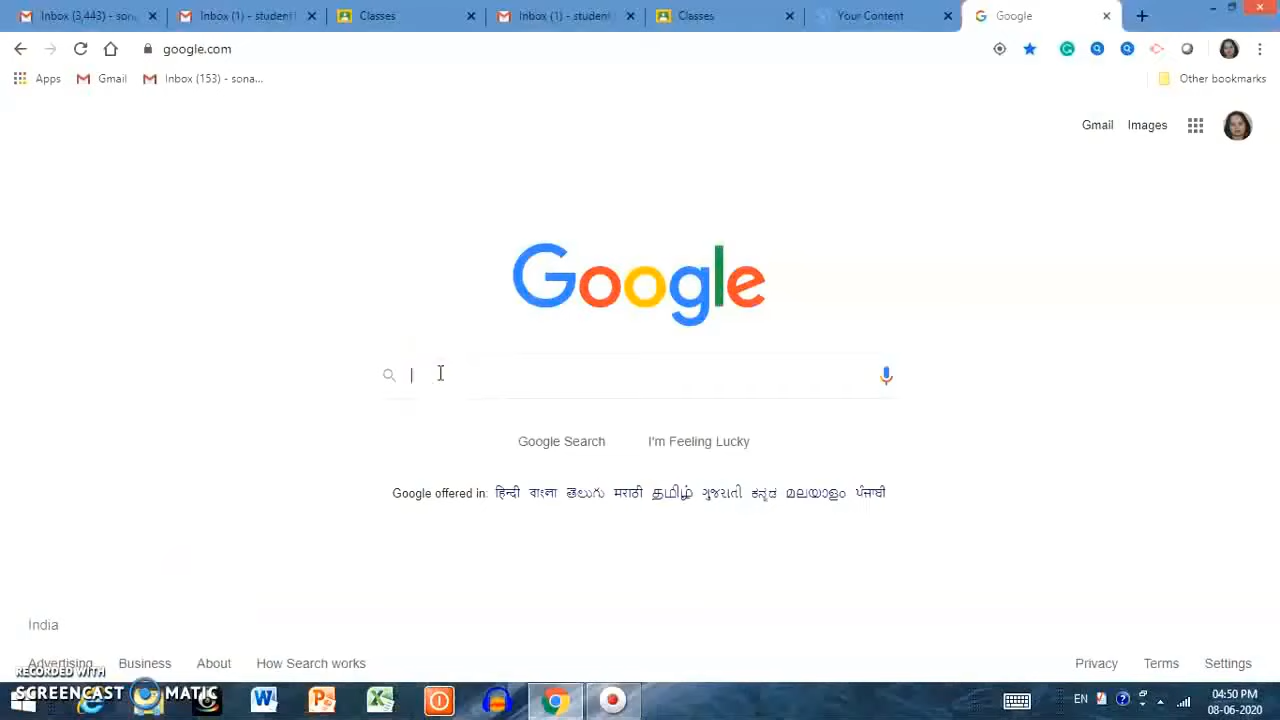 Inbox (3,443) - son
Inbox (1) - student
Classes
Inbox (1) - student
Classes
Your Content
Google
google.com
Apps
Gmail
Inbox (153) - sona...
Other bookmarks
Gmail
Images
Google
Google Search
I'm Feeling Lucky
Google offered in: हिन्दी বাংলা తెలుగు मराठी தமிழ் ગુજરાતી ಕನ್ನಡ മലയാളം ਪੰਜਾਬੀ
India
Advertising
Business
About
How Search works
Privacy
Terms
Settings
RECORDED WITH
SCREENCAST MATIC
EN
04:50 PM
08-06-2020